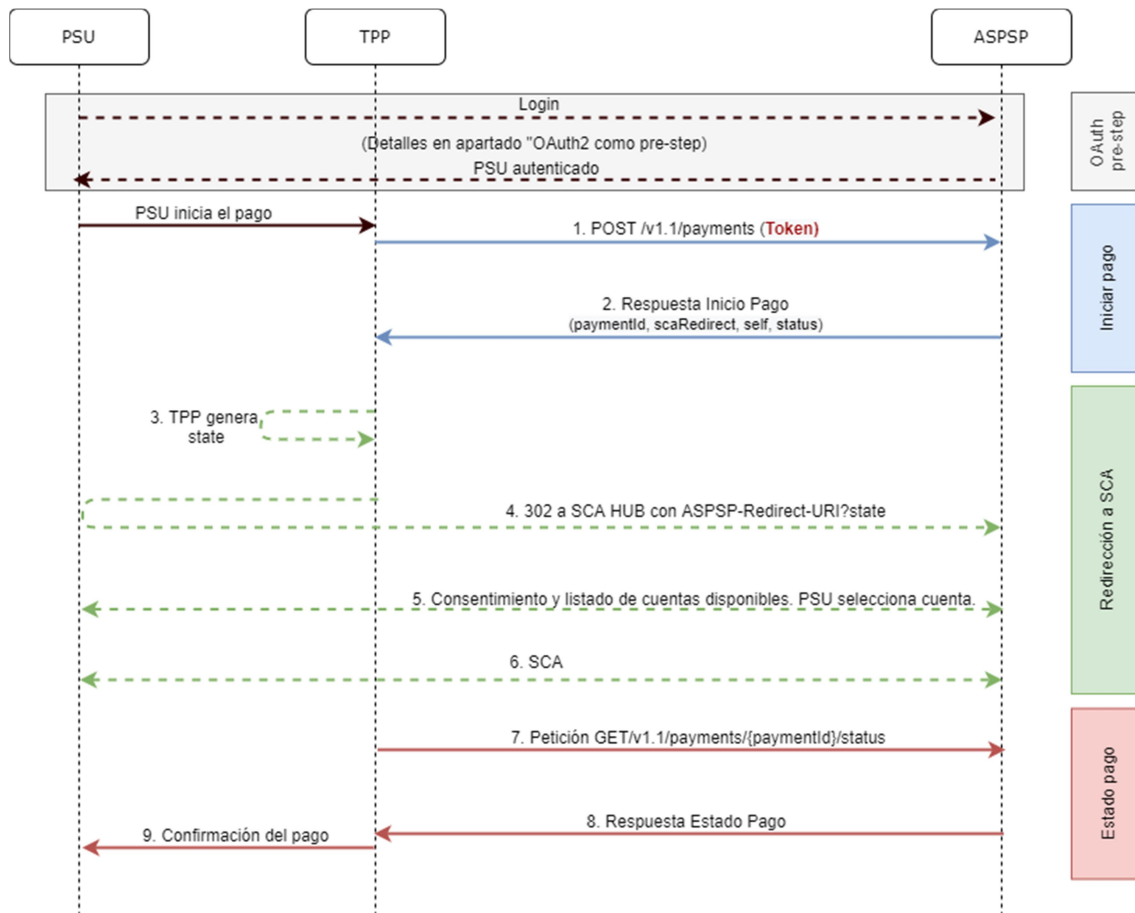 PSU
TPP
ASPSP
Login
(Detalles en apartado "OAuth2 como pre-step)
PSU autenticado
OAuth
pre-step
PSU inicia el pago
1. POST /v1.1/payments (Token)
2. Respuesta Inicio Pago
(paymentId, scaRedirect, self, status)
Iniciar pago
3. TPP genera
state
4. 302 a SCA HUB con ASPSP-Redirect-URI?state
5. Consentimiento y listado de cuentas disponibles. PSU selecciona cuenta.
6. SCA
Redirección a SCA
7. Petición GET/v1.1/payments/{paymentId}/status
8. Respuesta Estado Pago
9. Confirmación del pago
Estado pago